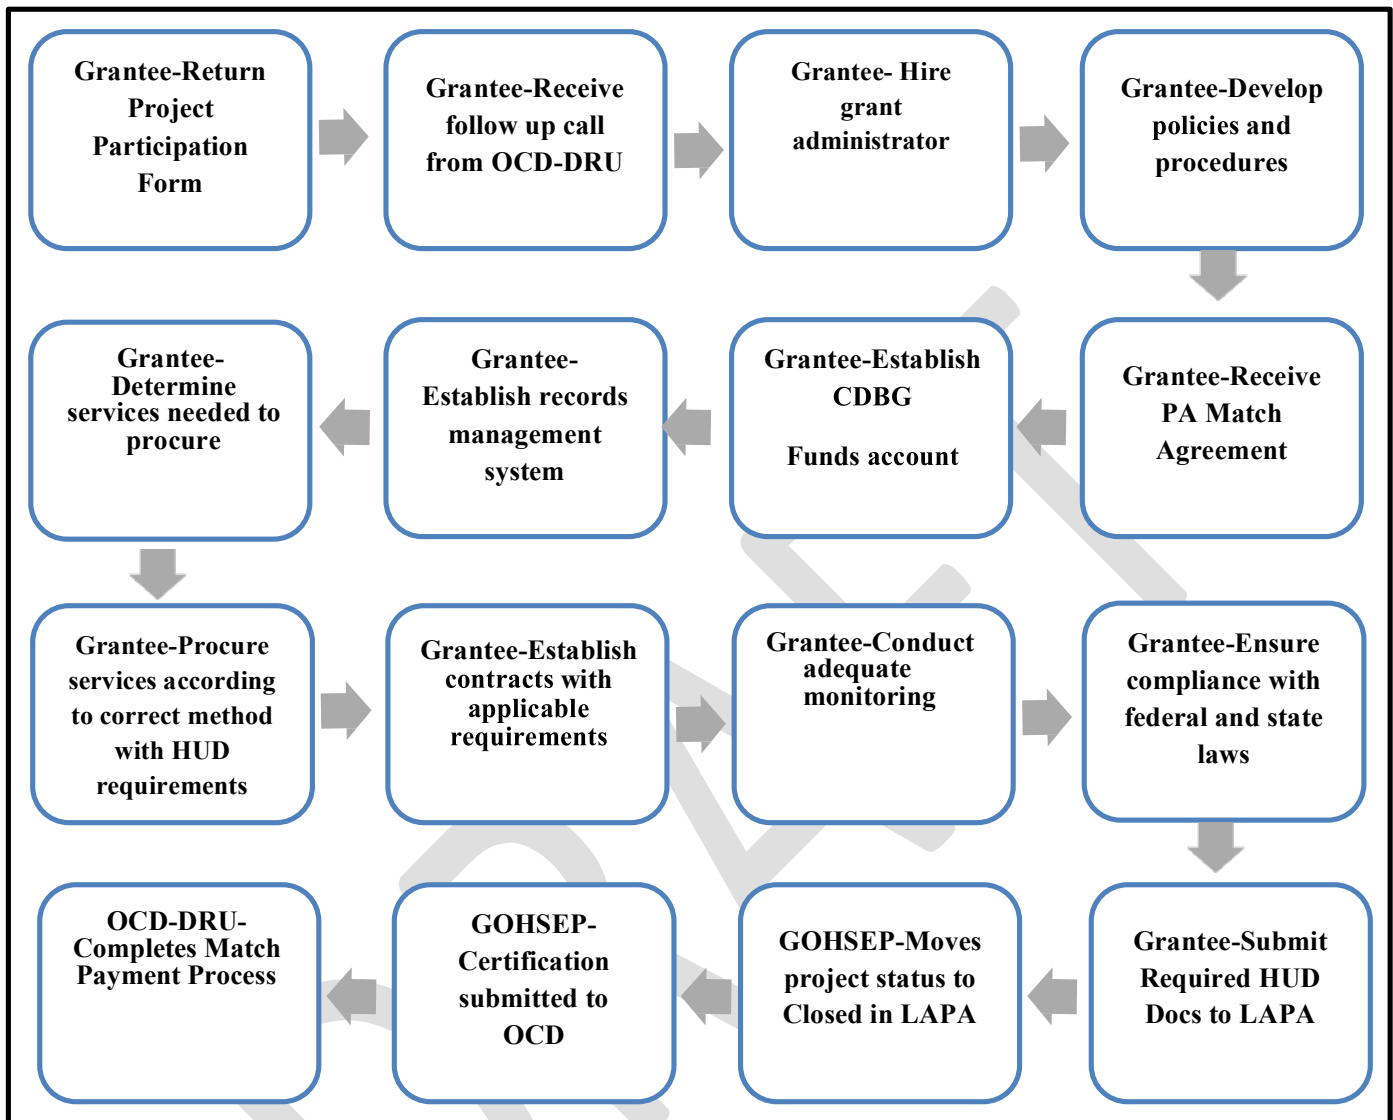 Grantee-Return
Project
Participation
Form
Grantee-Receive
follow up call
from OCD-DRU
Grantee- Hire
grant
administrator
Grantee-Develop
policies and
procedures
Grantee-Receive
PA Match
Agreement
Grantee-Establish
CDBG
Funds account
Grantee-
Establish records
management
system
Grantee-
Determine
services needed to
procure
Grantee-Procure
services according
to correct method
with HUD
requirements
Grantee-Establish
contracts with
applicable
requirements
Grantee-Conduct
adequate
monitoring
Grantee-Ensure
compliance with
federal and state
laws
Grantee-Submit
Required HUD
Docs to LAPA
GOHSEP-Moves
project status to
Closed in LAPA
GOHSEP-
Certification
submitted to
OCD
OCD-DRU-
Completes Match
Payment Process
DRAFT